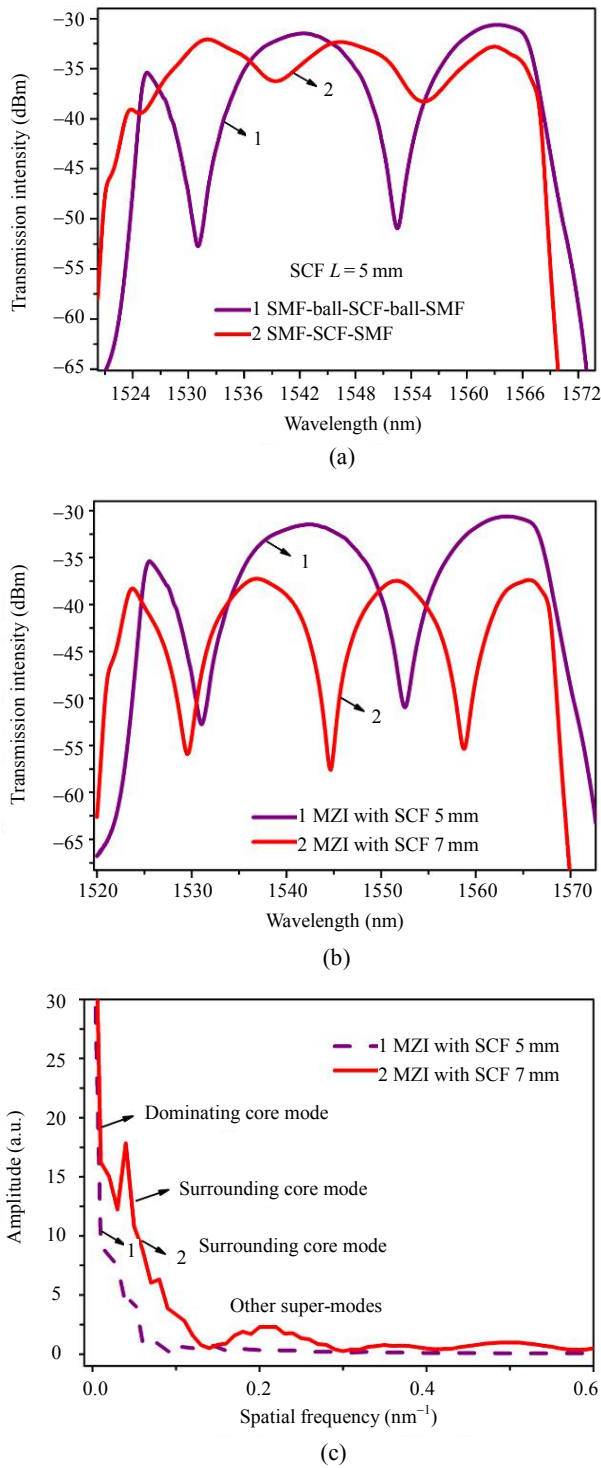 −30
−35
−40
−45
−50
−55
−60
−65
Transmission intensity (dBm)
2
1
SCF L = 5 mm
1 SMF-ball-SCF-ball-SMF
2 SMF-SCF-SMF
1524 1530 1536 1542 1548 1554 1560 1566 1572
Wavelength (nm)
(a)
−30
−35
−40
−45
−50
−55
−60
−65
Transmission intensity (dBm)
1
2
1 MZI with SCF 5 mm
2 MZI with SCF 7 mm
1520 1530 1540 1550 1560 1570
Wavelength (nm)
(b)
30
25
20
15
10
5
0
Amplitude (a.u.)
1 MZI with SCF 5 mm
2 MZI with SCF 7 mm
Dominating core mode
Surrounding core mode
1
2 Surrounding core mode
Other super-modes
0.0 0.2 0.4 0.6
Spatial frequency (nm⁻¹)
(c)